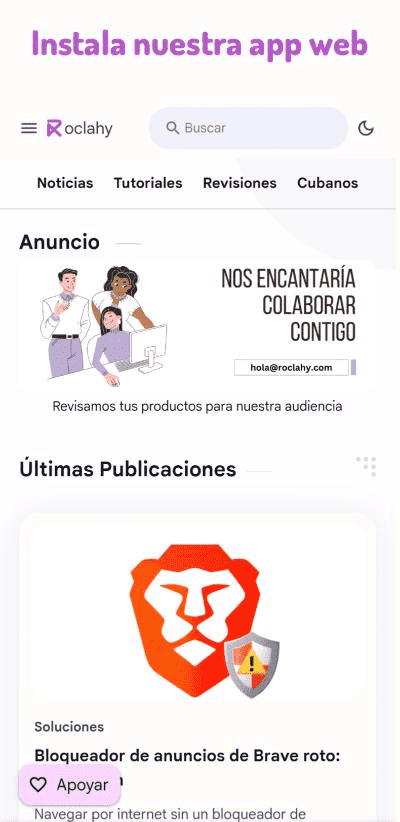 Instala nuestra app web
Roclahy
Buscar
Noticias Tutoriales Revisiones Cubanos
Anuncio
NOS ENCANTARÍA
COLABORAR
CONTIGO
hola@roclahy.com
Revisamos tus productos para nuestra audiencia
Últimas Publicaciones
Soluciones
Bloqueador de anuncios de Brave roto:
Apoyar
Navegar por internet sin un bloqueador de